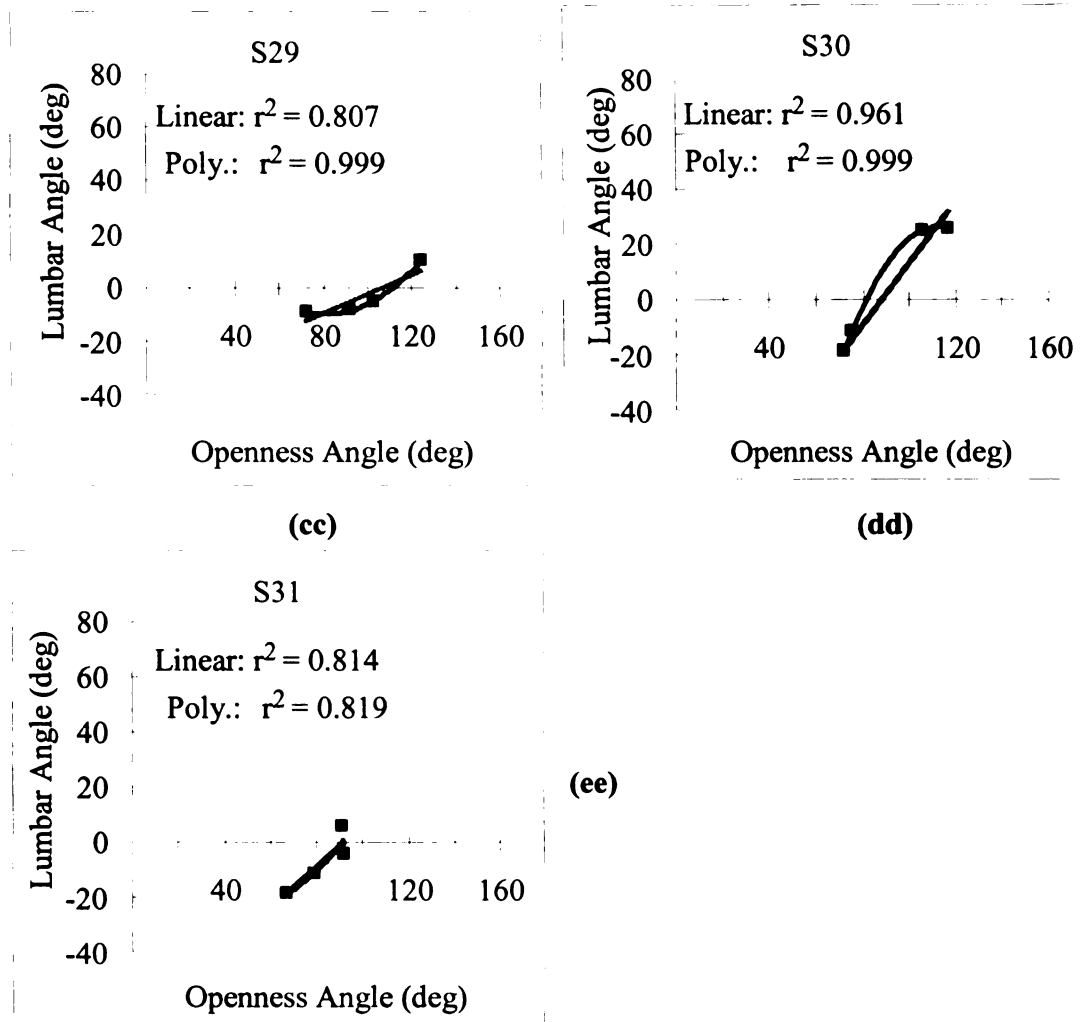 S29
Linear: r² = 0.807
Poly.: r² = 0.999
Lumbar Angle (deg)
80
60
40
20
0
-20
-40
40 80 120 160
Openness Angle (deg)
(cc)
S30
Linear: r² = 0.961
Poly.: r² = 0.999
Lumbar Angle (deg)
80
60
40
20
0
-20
-40
40 120 160
Openness Angle (deg)
(dd)
S31
Linear: r² = 0.814
Poly.: r² = 0.819
Lumbar Angle (deg)
80
60
40
20
0
-20
-40
40 120 160
Openness Angle (deg)
(ee)